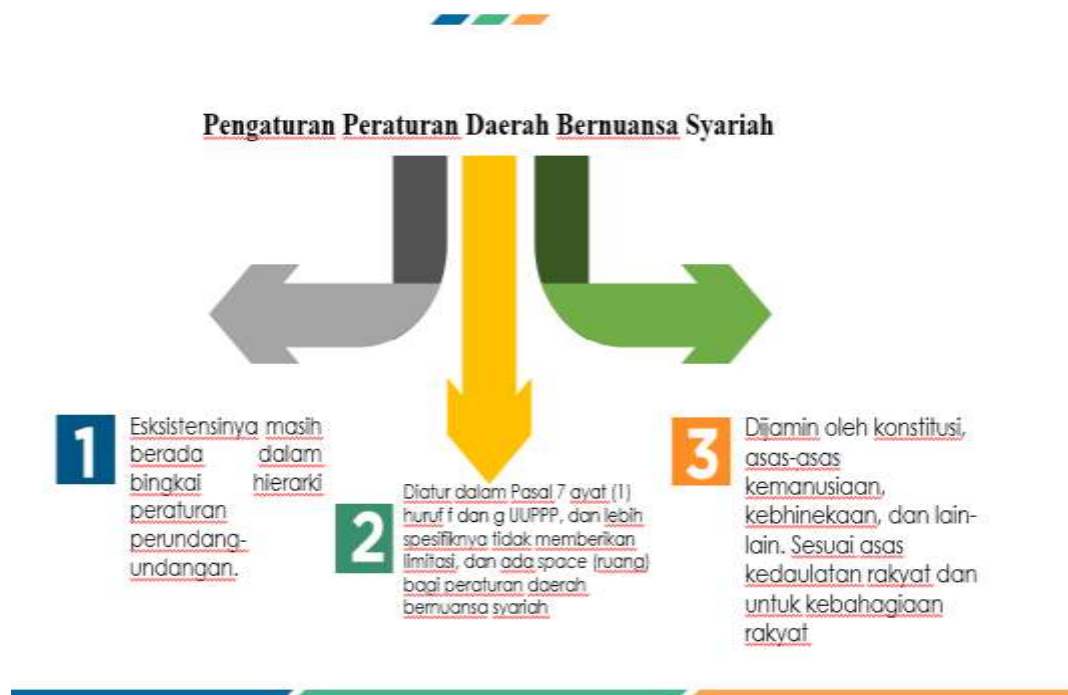 Pengaturan Peraturan Daerah Bernuansa Syariah
1
Esksistensinya masih
berada dalam
bingkai hierarki
peraturan
perundang-
undangan.
2
Diatur dalam Pasal 7 ayat (1)
huruf f dan g UUPPP, dan lebih
spesifiknya tidak memberikan
limitasi, dan ada space (ruang)
bagi peraturan daerah
bernuansa syariah
3
Dijamin oleh konstitusi,
asas-asas
kemanusiaan,
kebhinekaan, dan lain-
lain. Sesuai asas
kedaulatan rakyat dan
untuk kebahagiaan
rakyat